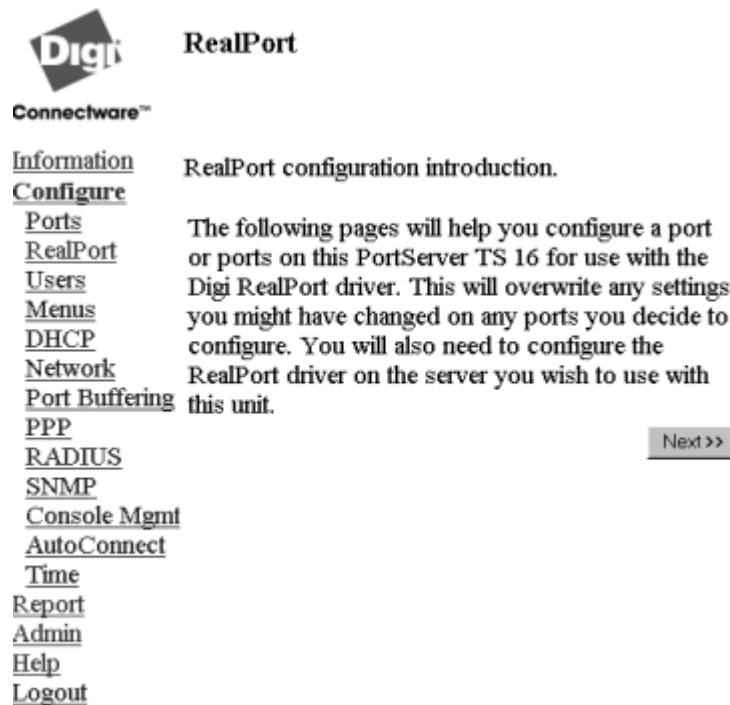 Digi
Connectware™
RealPort
Information
Configure
Ports
RealPort
Users
Menus
DHCP
Network
Port Buffering
PPP
RADIUS
SNMP
Console Mgmt
AutoConnect
Time
Report
Admin
Help
Logout
RealPort configuration introduction.
The following pages will help you configure a port
or ports on this PortServer TS 16 for use with the
Digi RealPort driver. This will overwrite any settings
you might have changed on any ports you decide to
configure. You will also need to configure the
RealPort driver on the server you wish to use with
this unit.
Next >>